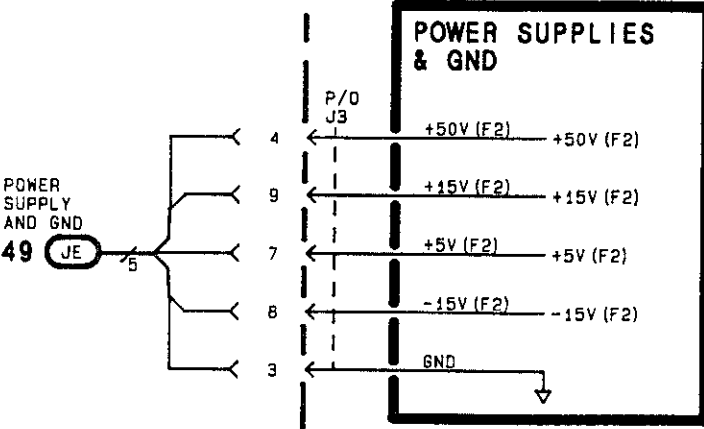 POWER SUPPLIES
& GND
P/O
J3
4
+50V (F2)
+50V (F2)
9
+15V (F2)
+15V (F2)
POWER
SUPPLY
AND GND
49
JE
5
7
+5V (F2)
+5V (F2)
8
-15V (F2)
-15V (F2)
3
GND